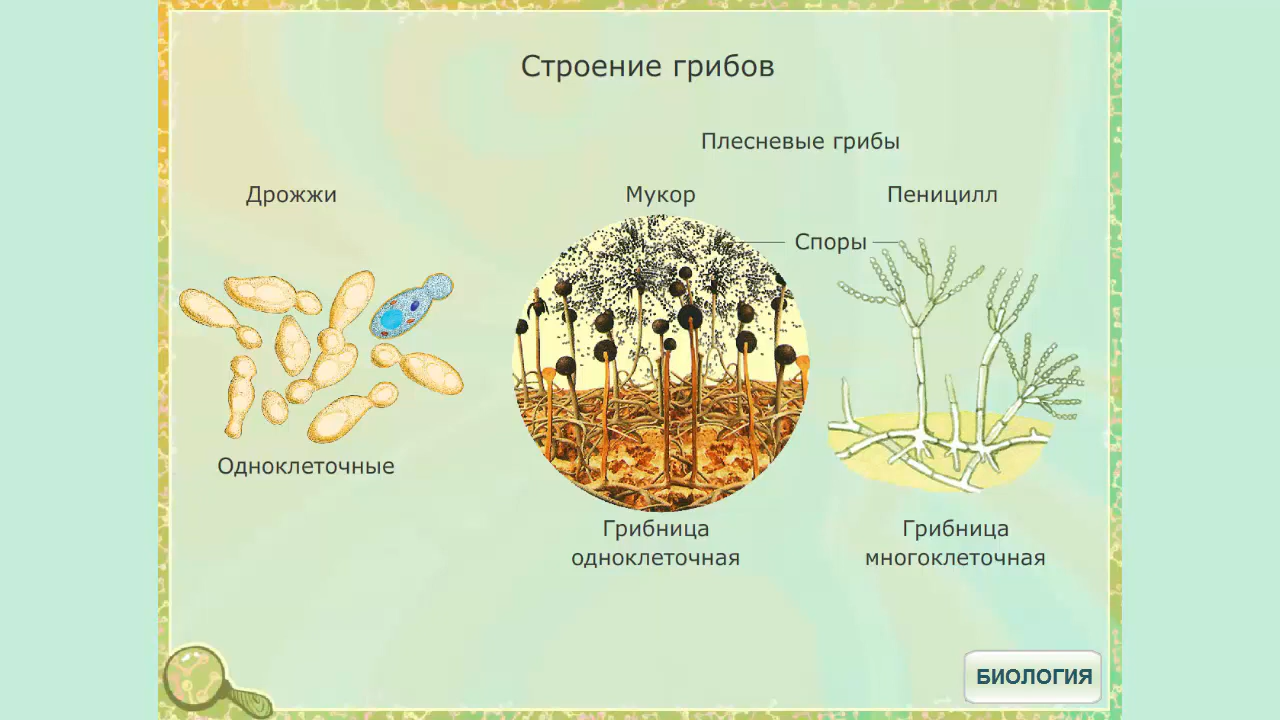 Строение грибов
Плесневые грибы
Дрожжи
Мукор
Пеницилл
Споры
Одноклеточные
Грибница
одноклеточная
Грибница
многоклеточная
БИОЛОГИЯ